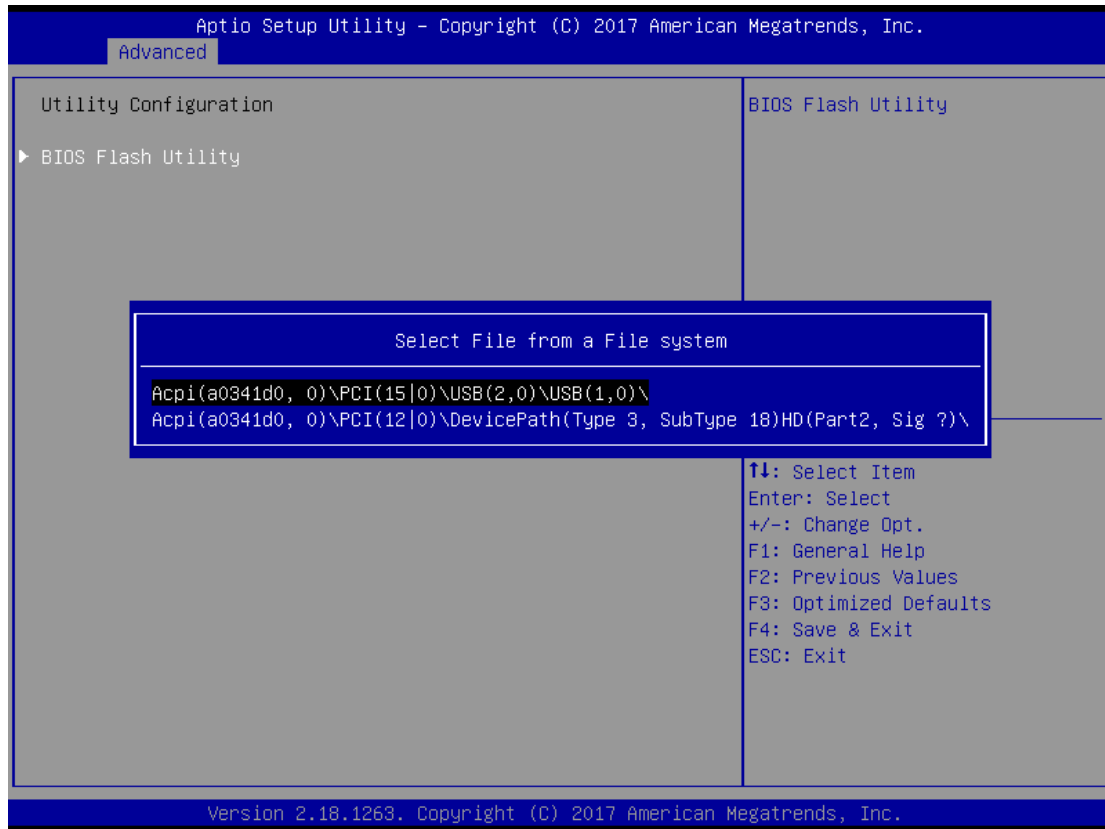 Aptio Setup Utility – Copyright (C) 2017 American Megatrends, Inc.
Advanced
Utility Configuration
BIOS Flash Utility
▶ BIOS Flash Utility
Select File from a File system
Acpi(a0341d0, 0)\PCI(15|0)\USB(2,0)\USB(1,0)\
Acpi(a0341d0, 0)\PCI(12|0)\DevicePath(Type 3, SubType 18)HD(Part2, Sig ?)\
↑↓: Select Item
Enter: Select
+/-: Change Opt.
F1: General Help
F2: Previous Values
F3: Optimized Defaults
F4: Save & Exit
ESC: Exit
Version 2.18.1263. Copyright (C) 2017 American Megatrends, Inc.